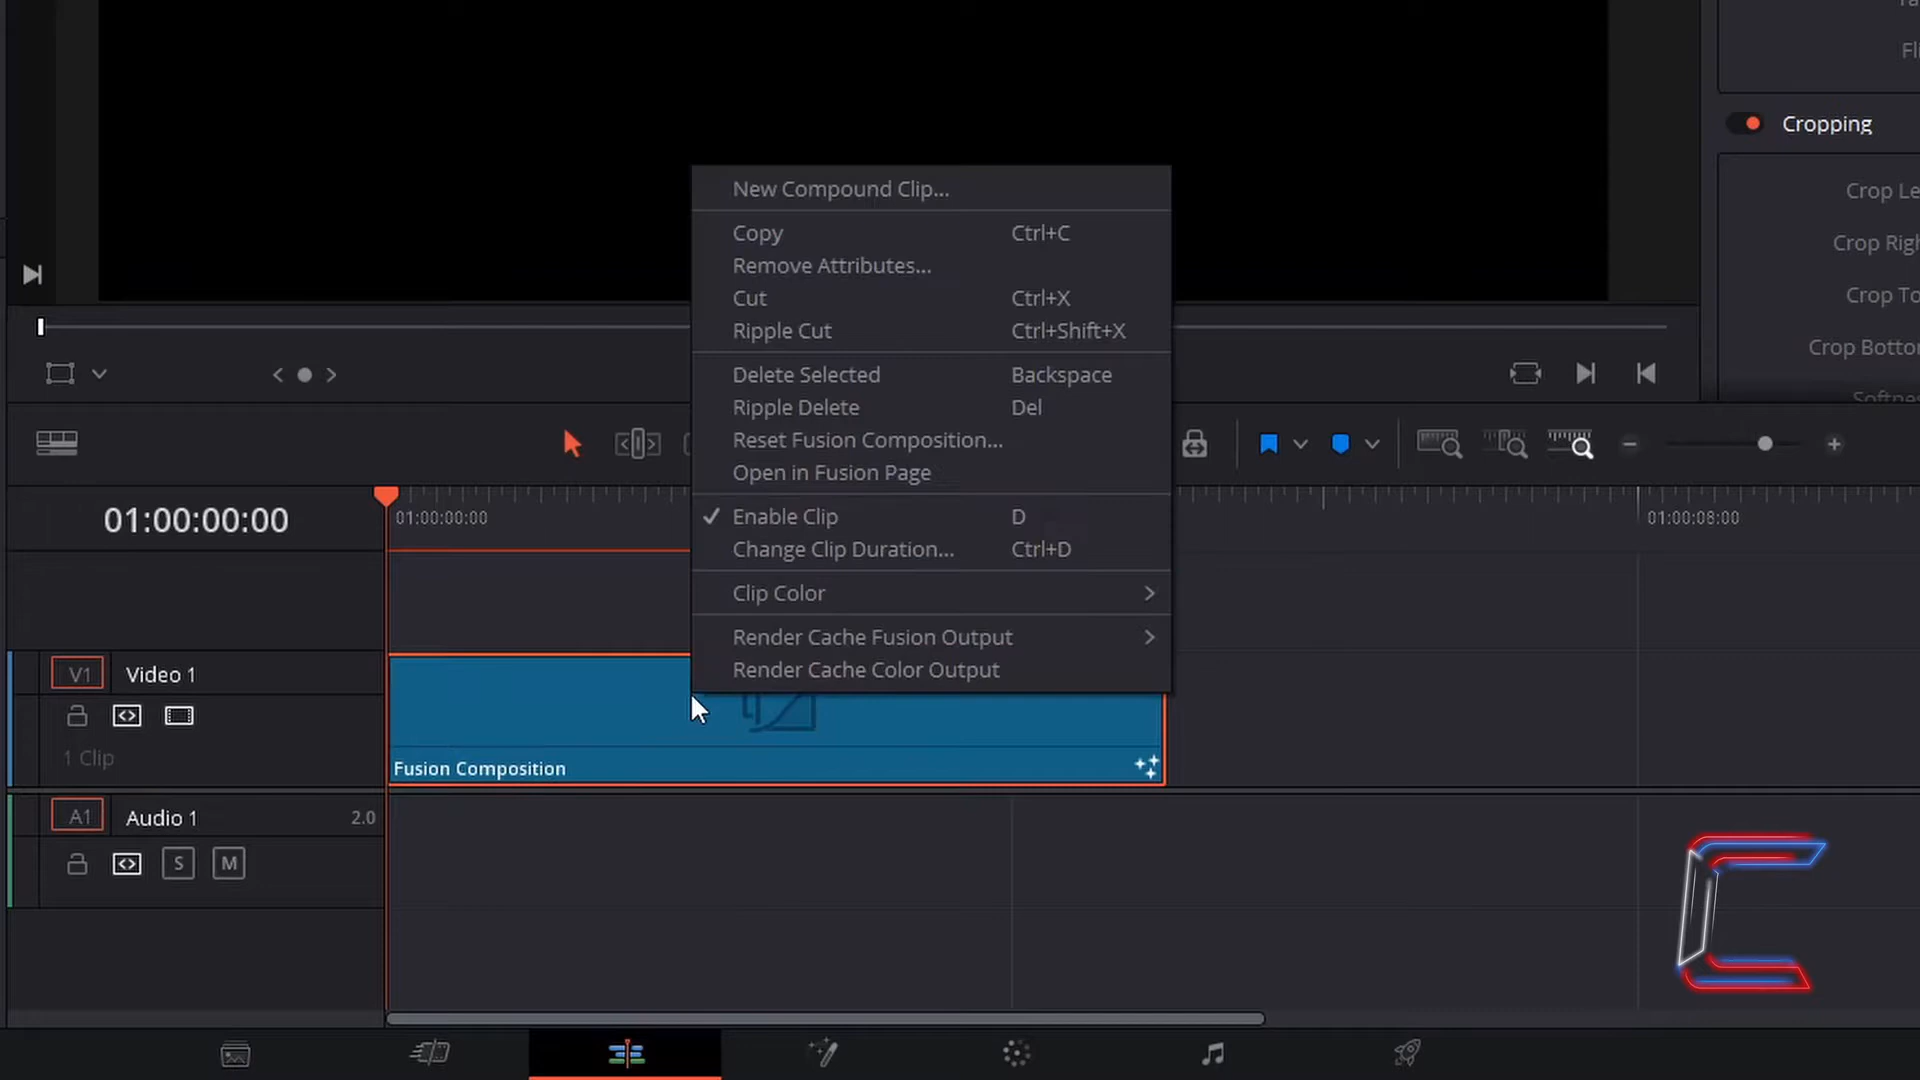 Fli
Cropping
Crop Le
Crop Righ
Crop To
Crop Bottom
Softnes
New Compound Clip...
Copy Ctrl+C
Remove Attributes...
Cut Ctrl+X
Ripple Cut Ctrl+Shift+X
Delete Selected Backspace
Ripple Delete Del
Reset Fusion Composition...
Open in Fusion Page
Enable Clip D
Change Clip Duration... Ctrl+D
Clip Color
Render Cache Fusion Output
Render Cache Color Output
01:00:00:00
01:00:00:00
01:00:08:00
V1 Video 1
1 Clip
Fusion Composition
A1 Audio 1 2.0
S M